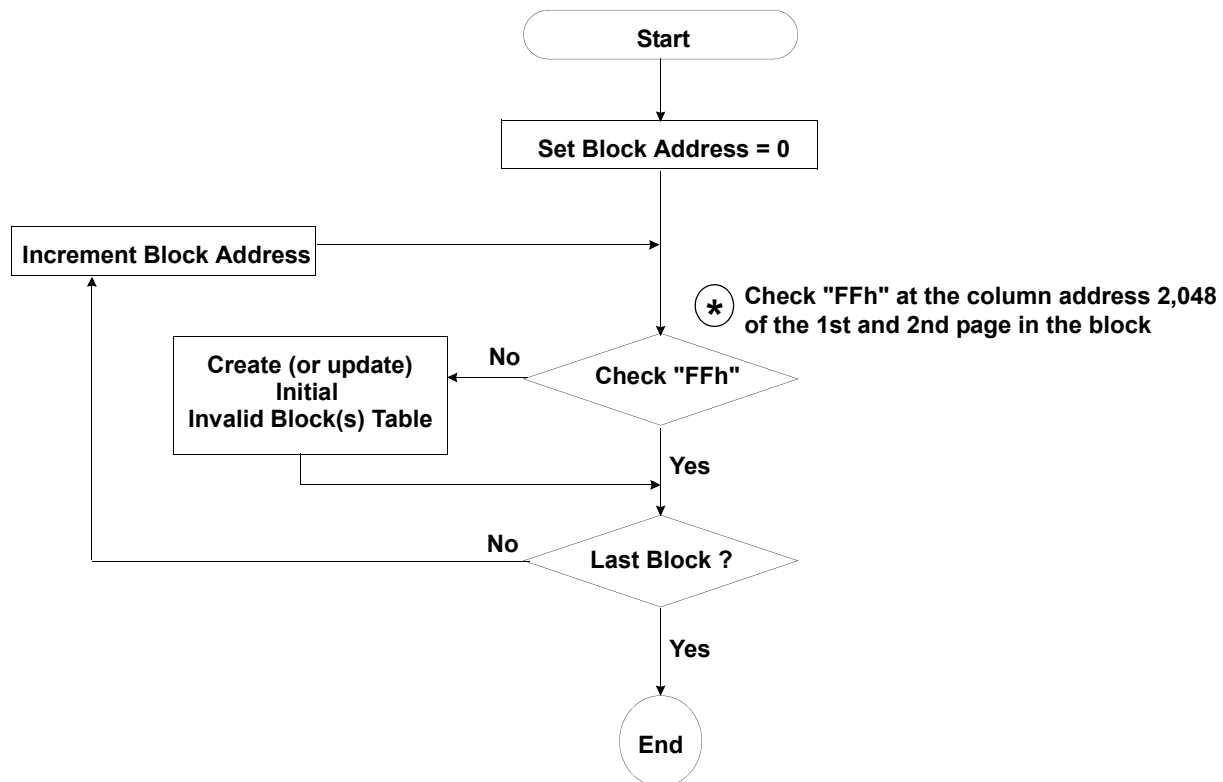 Start
Set Block Address = 0
Increment Block Address
* Check "FFh" at the column address 2,048
of the 1st and 2nd page in the block
No
Create (or update)
Initial
Invalid Block(s) Table
Check "FFh"
Yes
No
Last Block ?
Yes
End